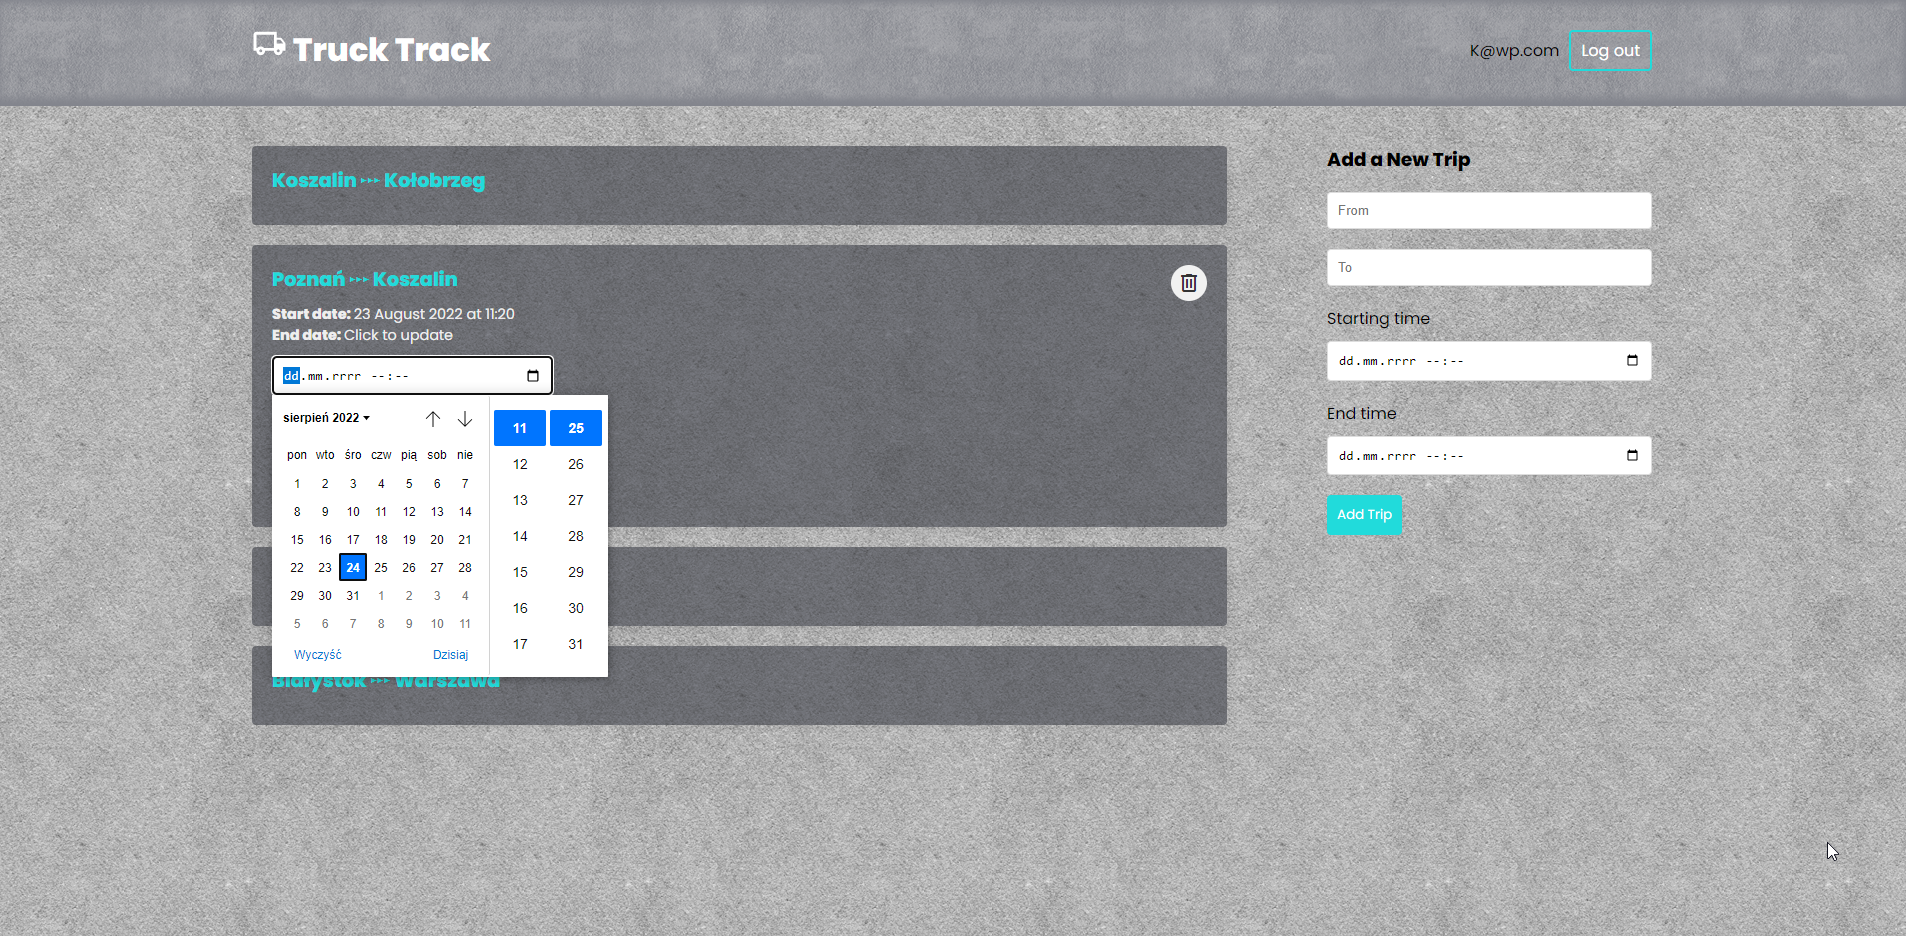 Truck Track
K@wp.com
Log out
Koszalin ➤➤➤ Kołobrzeg
Poznań ➤➤➤ Koszalin
Start date: 23 August 2022 at 11:20
End date: Click to update
dd.mm.rrrr --:--
sierpień 2022
pon wto śro czw pią sob nie
1 2 3 4 5 6 7
8 9 10 11 12 13 14
15 16 17 18 19 20 21
22 23 24 25 26 27 28
29 30 31 1 2 3 4
5 6 7 8 9 10 11
Wyczyść Dzisiaj
11 25
12 26
13 27
14 28
15 29
16 30
17 31
Białystok ➤➤➤ Warszawa
Add a New Trip
From
To
Starting time
dd.mm.rrrr --:--
End time
dd.mm.rrrr --:--
Add Trip